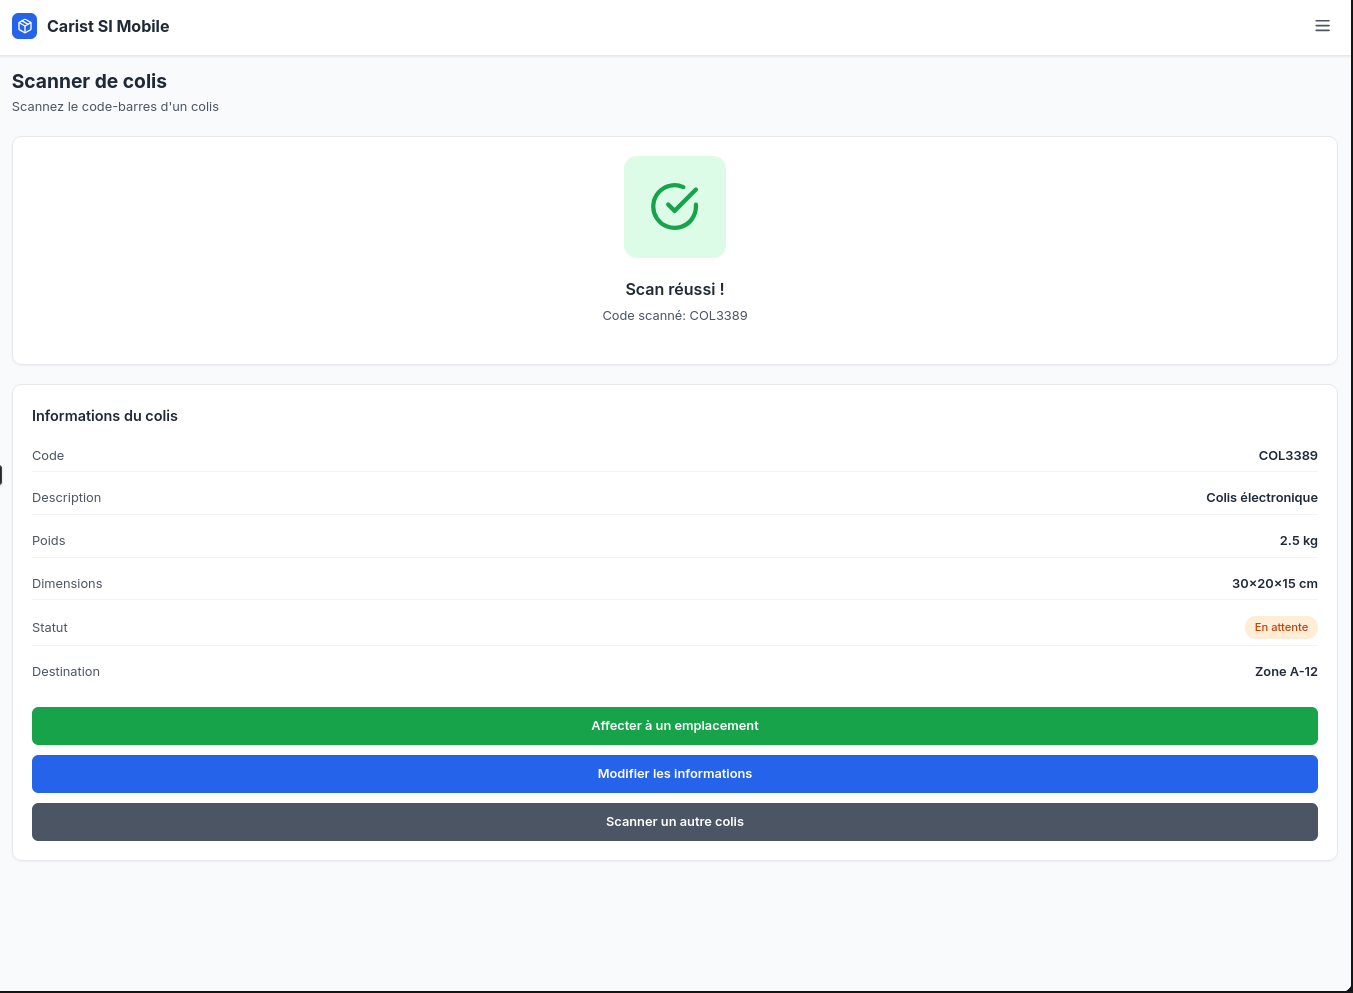 Carist SI Mobile
Scanner de colis
Scannez le code-barres d'un colis
Scan réussi !
Code scanné: COL3389
Informations du colis
Code COL3389
Description Colis électronique
Poids 2.5 kg
Dimensions 30×20×15 cm
Statut En attente
Destination Zone A-12
Affecter à un emplacement
Modifier les informations
Scanner un autre colis